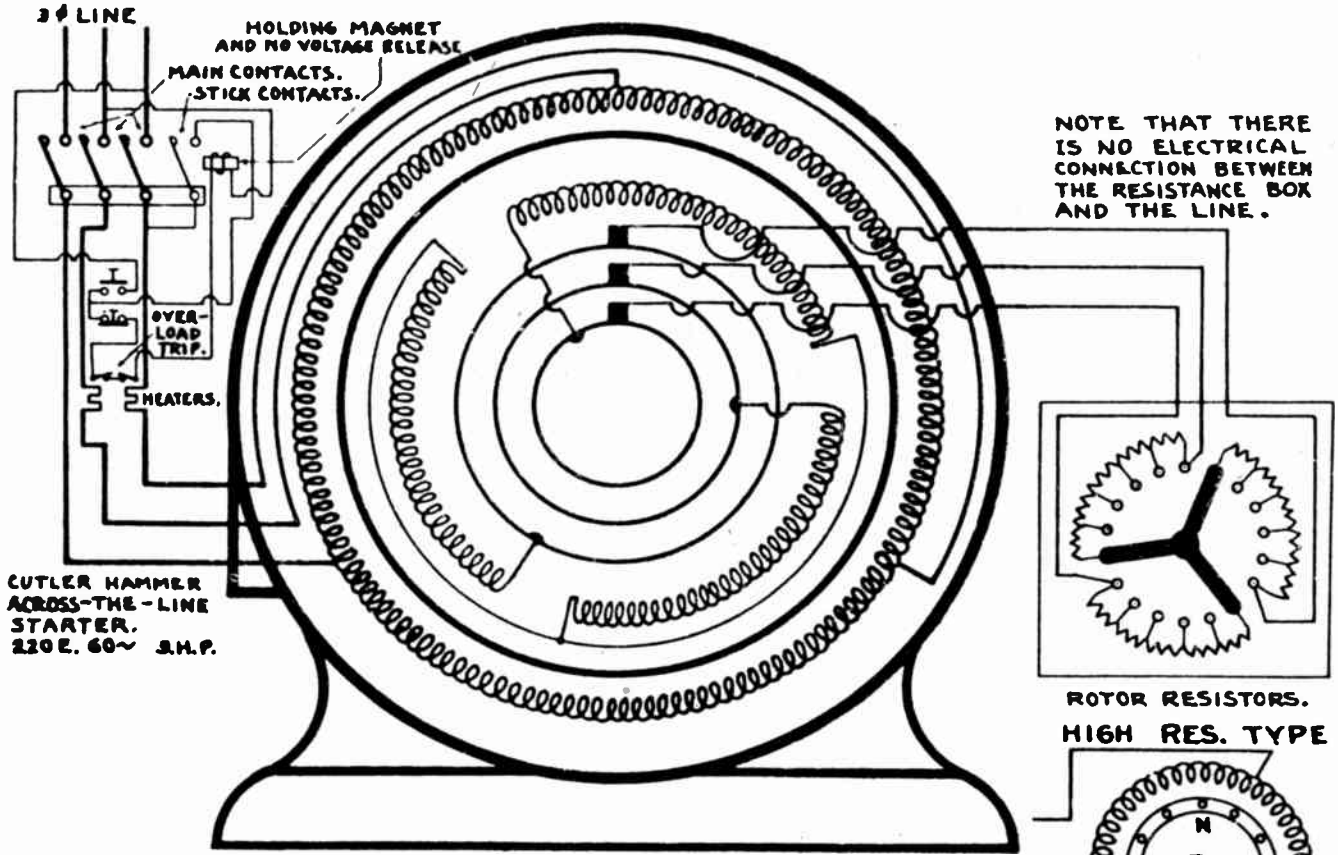 3 ϕ LINE
HOLDING MAGNET
AND NO VOLTAGE RELEASE
MAIN CONTACTS.
STICK CONTACTS.
NOTE THAT THERE
IS NO ELECTRICAL
CONNECTION BETWEEN
THE RESISTANCE BOX
AND THE LINE.
OVER-
LOAD
TRIP.
HEATERS.
CUTLER HAMMER
ACROSS-THE-LINE
STARTER.
220 E. 60~ H.P.
ROTOR RESISTORS.
HIGH RES. TYPE
N